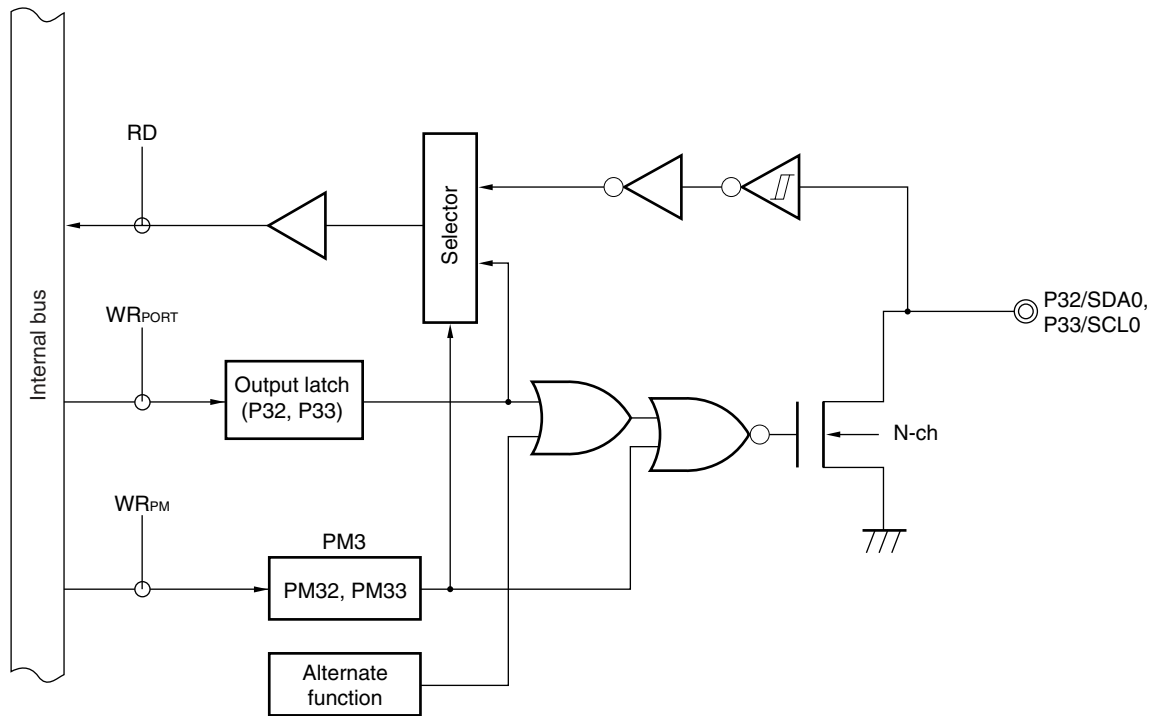 RD
Selector
P32/SDA0,
P33/SCL0
Internal bus
WRPORT
Output latch
(P32, P33)
N-ch
WRPM
PM3
PM32, PM33
Alternate
function